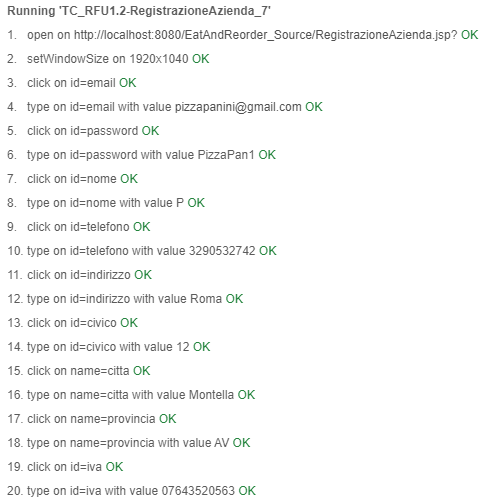 Running 'TC_RFU1.2-RegistrazioneAzienda_7'
1. open on http://localhost:8080/EatAndReorder_Source/RegistrazioneAzienda.jsp? OK
2. setWindowSize on 1920x1040 OK
3. click on id=email OK
4. type on id=email with value pizzapanini@gmail.com OK
5. click on id=password OK
6. type on id=password with value PizzaPan1 OK
7. click on id=nome OK
8. type on id=nome with value P OK
9. click on id=telefono OK
10. type on id=telefono with value 3290532742 OK
11. click on id=indirizzo OK
12. type on id=indirizzo with value Roma OK
13. click on id=civico OK
14. type on id=civico with value 12 OK
15. click on name=citta OK
16. type on name=citta with value Montella OK
17. click on name=provincia OK
18. type on name=provincia with value AV OK
19. click on id=iva OK
20. type on id=iva with value 07643520563 OK